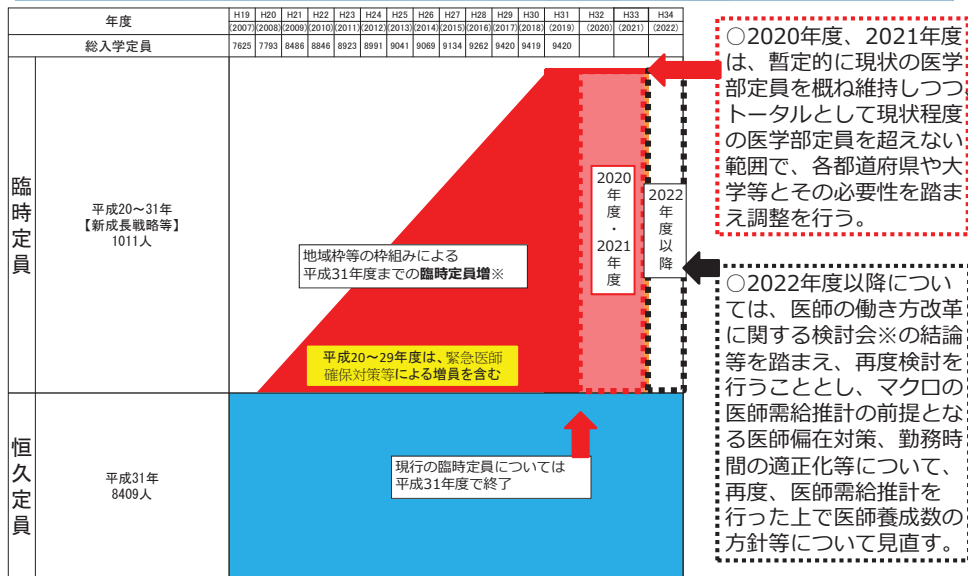 年度
H19 H20 H21 H22 H23 H24 H25 H26 H27 H28 H29 H30 H31 H32 H33 H34
(2007) (2008) (2009) (2010) (2011) (2012) (2013) (2014) (2015) (2016) (2017) (2018) (2019) (2020) (2021) (2022)
総入学定員
7625 7793 8486 8846 8923 8991 9041 9069 9134 9262 9420 9419 9420
臨時定員
平成20～31年
【新成長戦略等】
1011人
地域枠等の枠組みによる
平成31年度までの臨時定員増※
平成20～29年度は、緊急医師
確保対策等による増員を含む
2020年度・2021年度
2022年度以降
恒久定員
平成31年
8409人
現行の臨時定員については
平成31年度で終了
○2020年度、2021年度
は、暫定的に現状の医学
部定員を概ね維持しつつ、
トータルとして現状程度
の医学部定員を超えない
範囲で、各都道府県や大
学等とその必要性を踏ま
え調整を行う。
○2022年度以降につい
ては、医師の働き方改革
に関する検討会※の結論
等を踏まえ、再度検討を
行うこととし、マクロの
医師需給推計の前提とな
る医師偏在対策、勤務時
間の適正化等について、
再度、医師需給推計を
行った上で医師養成数の
方針等について見直す。